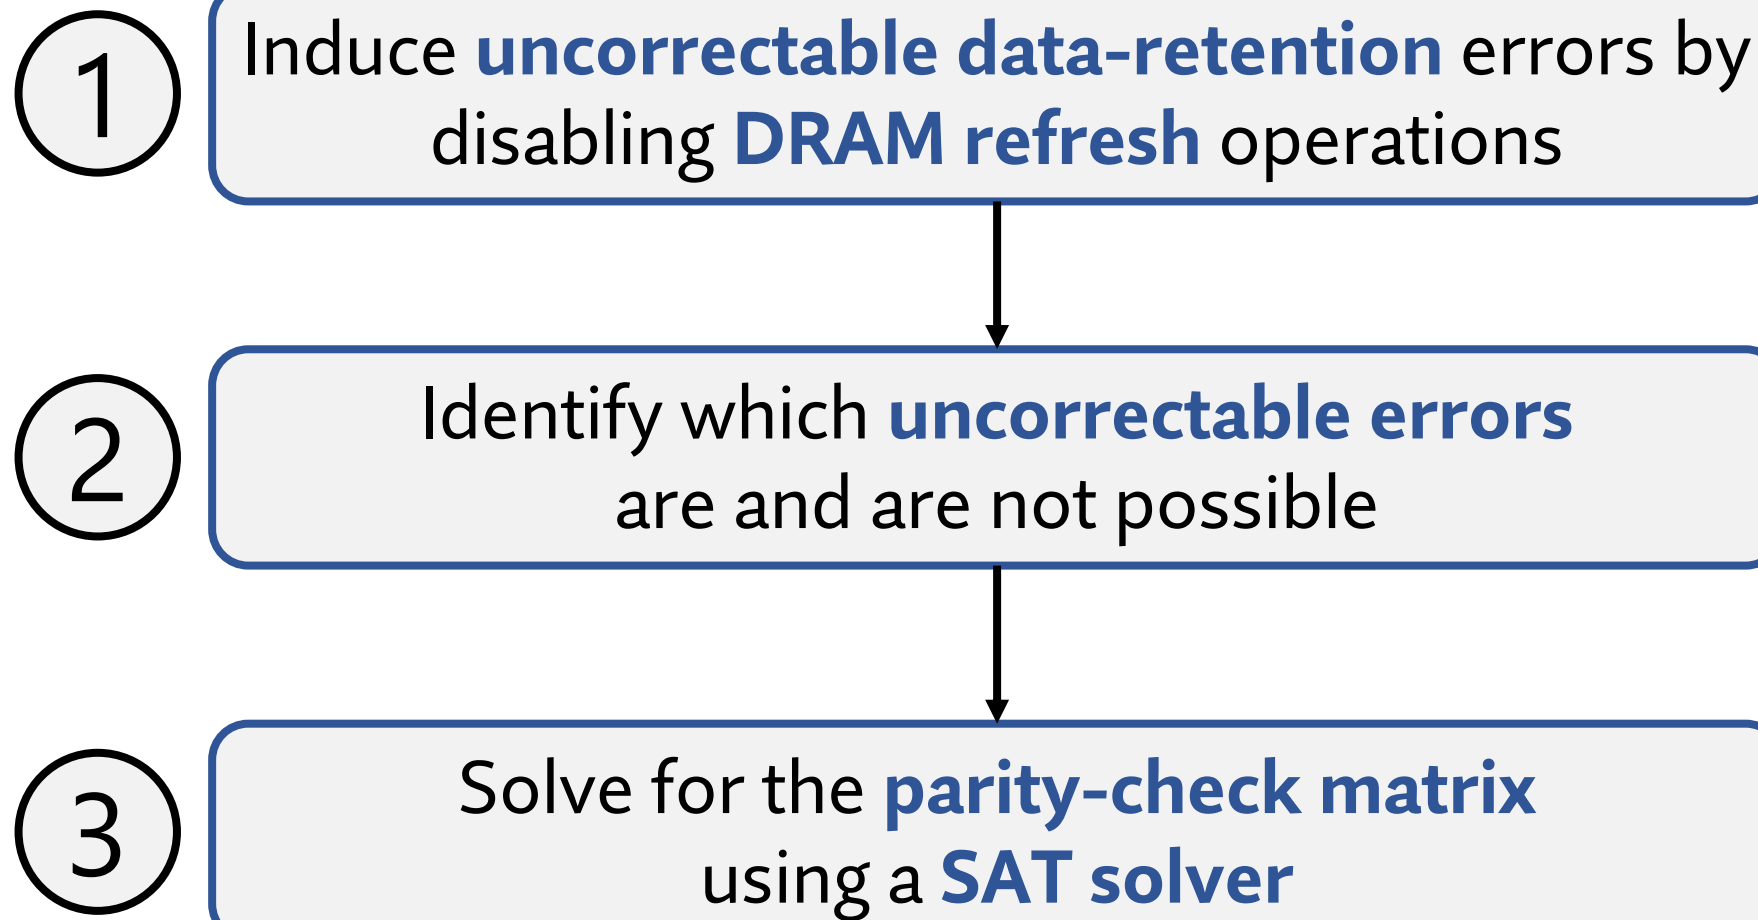 1
Induce uncorrectable data-retention errors by
disabling DRAM refresh operations
2
Identify which uncorrectable errors
are and are not possible
3
Solve for the parity-check matrix
using a SAT solver